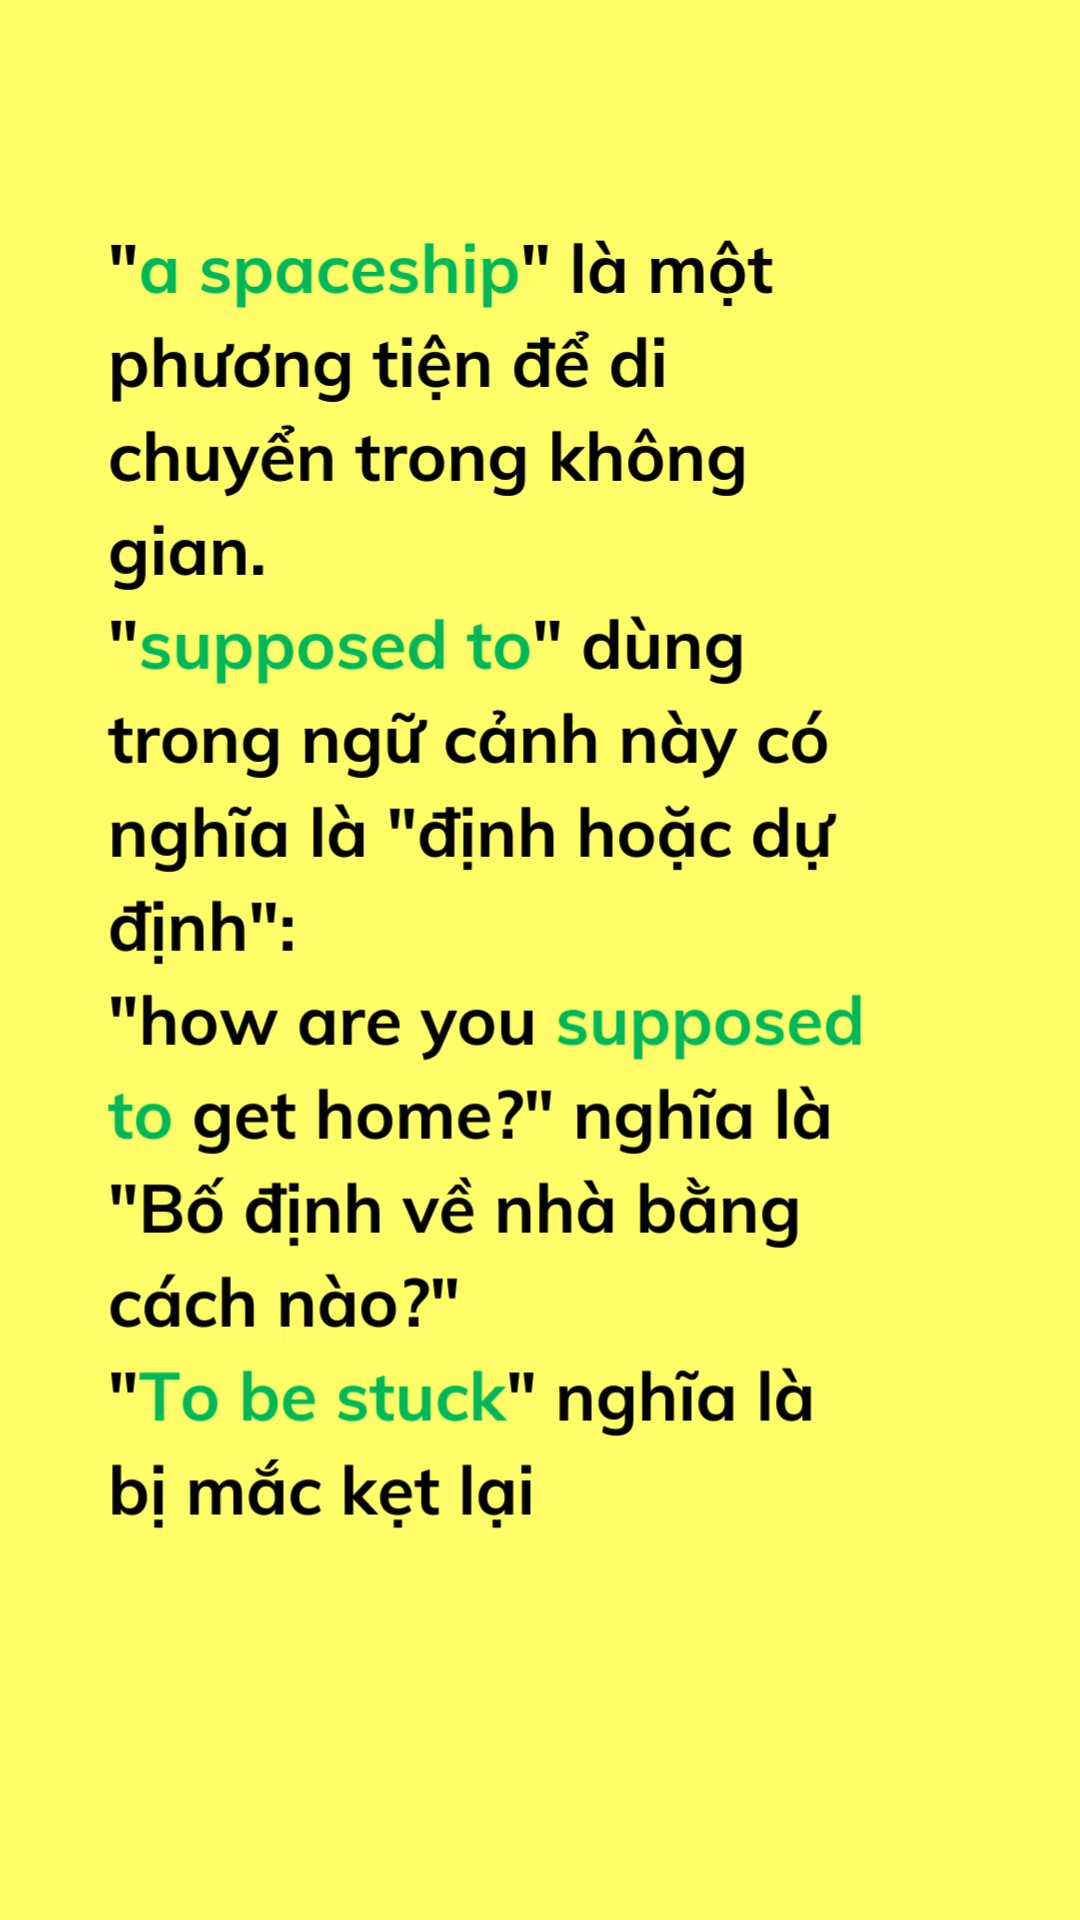 "a spaceship" là một
phương tiện để di
chuyển trong không
gian.
"supposed to" dùng
trong ngữ cảnh này có
nghĩa là "định hoặc dự
định":
"how are you supposed
to get home?" nghĩa là
"Bố định về nhà bằng
cách nào?"
"To be stuck" nghĩa là
bị mắc kẹt lại